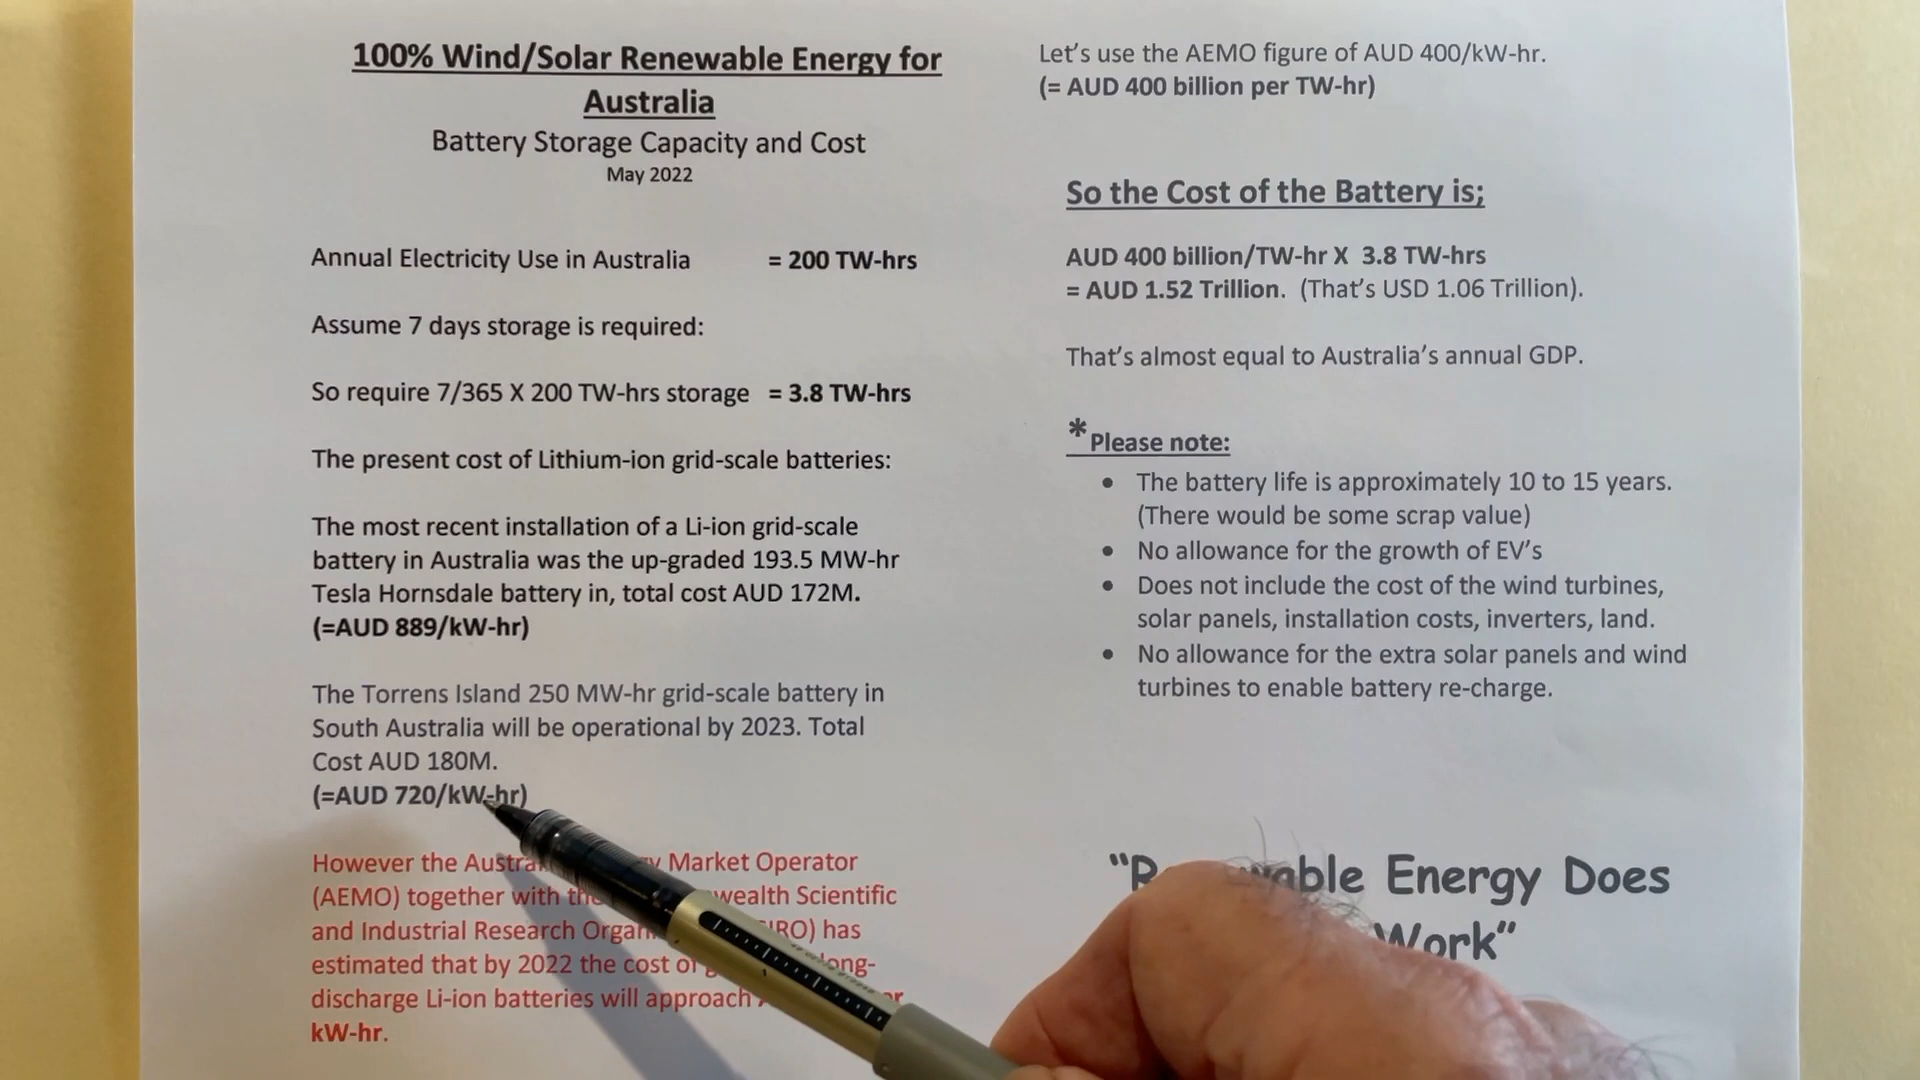 100% Wind/Solar Renewable Energy for
Australia
Battery Storage Capacity and Cost
May 2022
Annual Electricity Use in Australia = 200 TW-hrs
Assume 7 days storage is required:
So require 7/365 X 200 TW-hrs storage = 3.8 TW-hrs
The present cost of Lithium-ion grid-scale batteries:
The most recent installation of a Li-ion grid-scale
battery in Australia was the up-graded 193.5 MW-hr
Tesla Hornsdale battery in, total cost AUD 172M.
(=AUD 889/kW-hr)
The Torrens Island 250 MW-hr grid-scale battery in
South Australia will be operational by 2023. Total
Cost AUD 180M.
(=AUD 720/kW-hr)
However the Market Operator
(AEMO) together with Scientific
and Industrial Research has
estimated that by 2022 the cost of
discharge Li-ion batteries will approach
kW-hr.
Let's use the AEMO figure of AUD 400/kW-hr.
(= AUD 400 billion per TW-hr)
So the Cost of the Battery is;
AUD 400 billion/TW-hr X 3.8 TW-hrs
= AUD 1.52 Trillion. (That's USD 1.06 Trillion).
That's almost equal to Australia's annual GDP.
*Please note:
• The battery life is approximately 10 to 15 years.
(There would be some scrap value)
• No allowance for the growth of EV's
• Does not include the cost of the wind turbines,
solar panels, installation costs, inverters, land.
• No allowance for the extra solar panels and wind
turbines to enable battery re-charge.
Energy Does
Work"